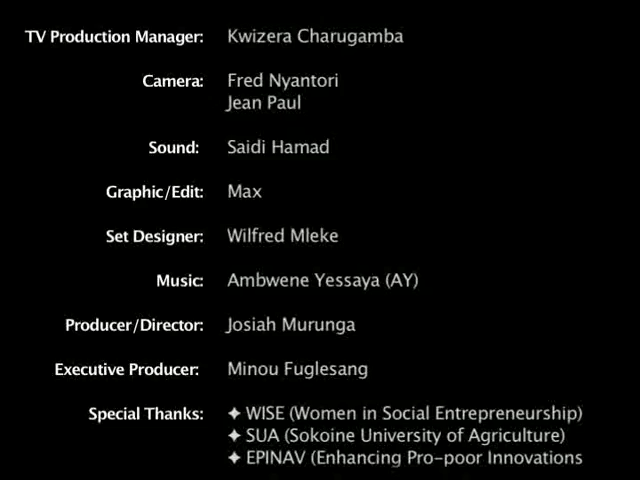 TV Production Manager: Kwizera Charugamba
Camera: Fred Nyantori
Jean Paul
Sound: Saidi Hamad
Graphic/Edit: Max
Set Designer: Wilfred Mleke
Music: Ambwene Yessaya (AY)
Producer/Director: Josiah Murunga
Executive Producer: Minou Fuglesang
Special Thanks: ✦ WISE (Women in Social Entrepreneurship)
✦ SUA (Sokoine University of Agriculture)
✦ EPINAV (Enhancing Pro-poor Innovations